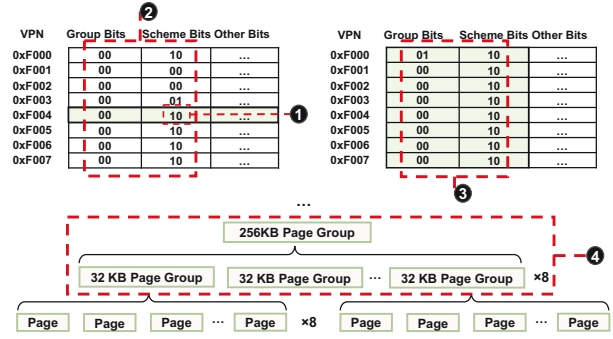 2
VPN Group Bits Scheme Bits Other Bits
0xF000 00 10 ...
0xF001 00 00 ...
0xF002 00 00 ...
0xF003 00 01 ...
0xF004 00 10 ... 1
0xF005 00 10 ...
0xF006 00 10 ...
0xF007 00 10 ...
VPN Group Bits Scheme Bits Other Bits
0xF000 01 10 ...
0xF001 00 10 ...
0xF002 00 10 ...
0xF003 00 10 ...
0xF004 00 10 ...
0xF005 00 10 ...
0xF006 00 10 ...
0xF007 00 10 ...
3
...
256KB Page Group
4
32 KB Page Group 32 KB Page Group ... 32 KB Page Group ×8
Page Page Page ... Page ×8 Page Page Page ... Page